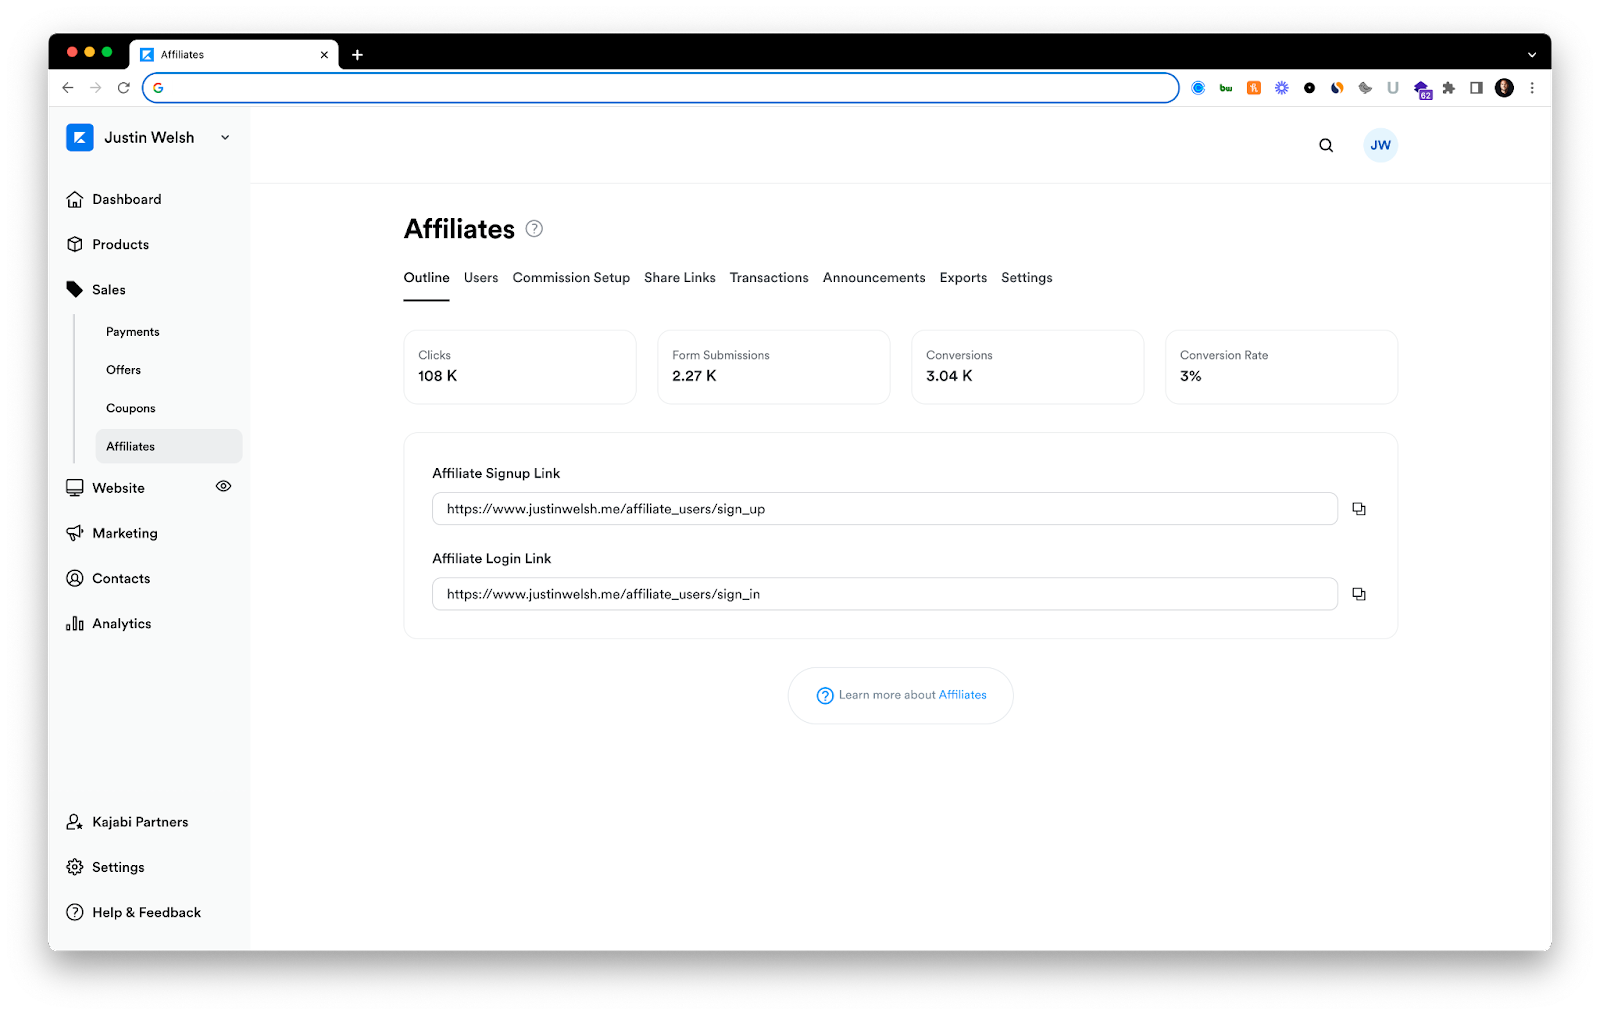 Affiliates
bw
U
62
Justin Welsh
JW
Dashboard
Products
Sales
Payments
Offers
Coupons
Affiliates
Website
Marketing
Contacts
Analytics
Kajabi Partners
Settings
Help & Feedback
Affiliates ?
Outline Users Commission Setup Share Links Transactions Announcements Exports Settings
Clicks
108 K
Form Submissions
2.27 K
Conversions
3.04 K
Conversion Rate
3%
Affiliate Signup Link
https://www.justinwelsh.me/affiliate_users/sign_up
Affiliate Login Link
https://www.justinwelsh.me/affiliate_users/sign_in
? Learn more about Affiliates